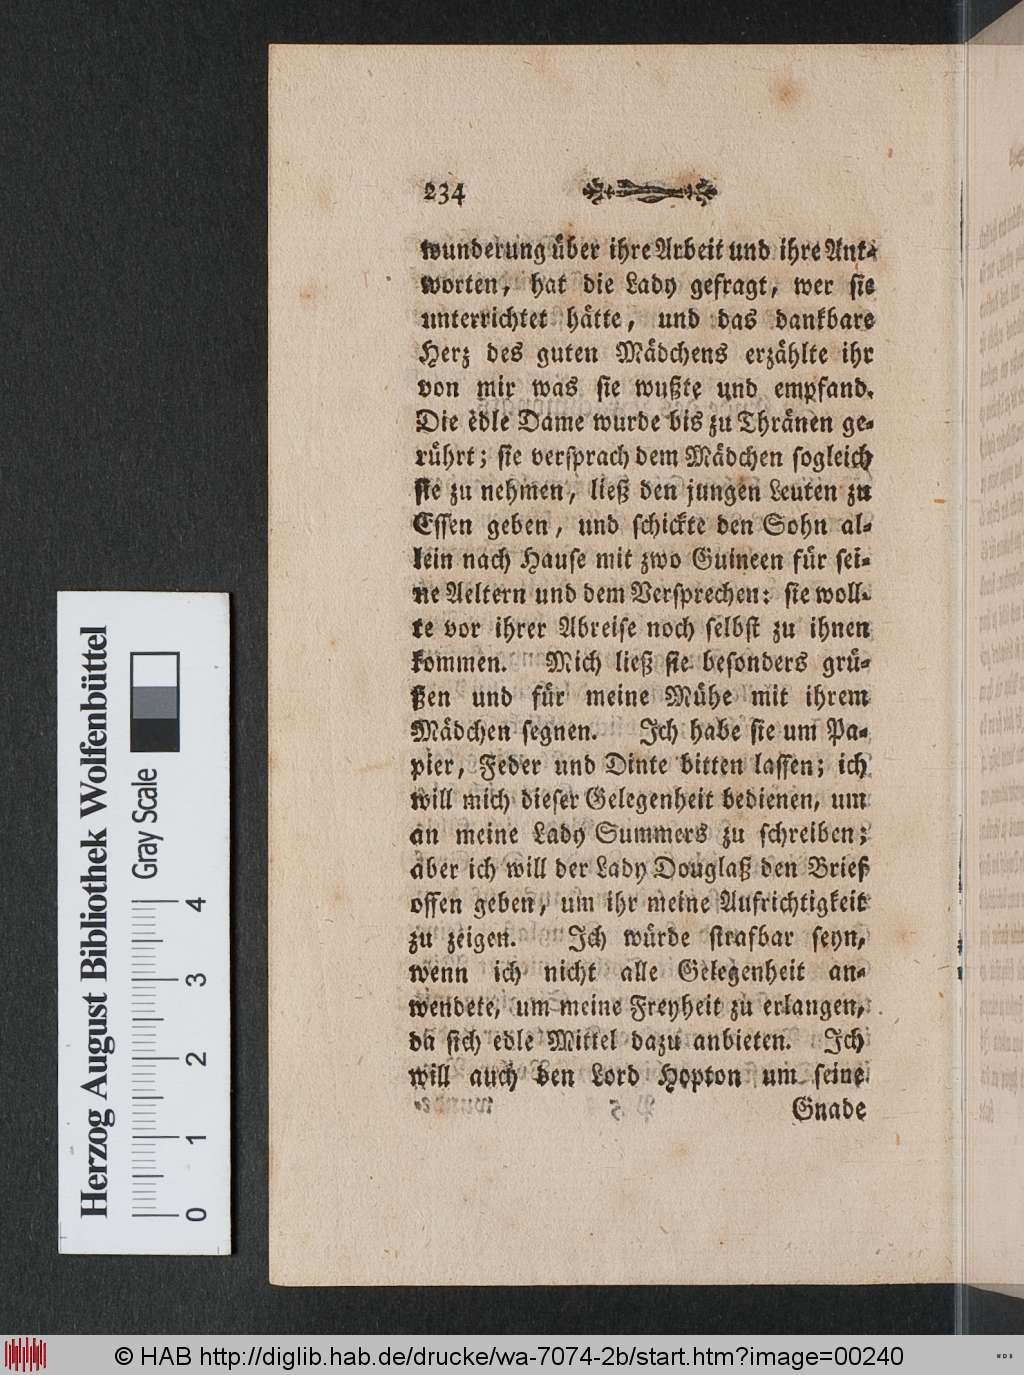 234
wunderung über ihre Arbeit und ihre Ant-
worten, hat die Lady gefragt, wer sie
unterrichtet hätte, und das dankbare
Herz des guten Mädchens erzählte ihr
von mir was sie wußte und empfand.
Die edle Dame wurde bis zu Thränen ge-
rührt; sie versprach dem Mädchen sogleich
sie zu nehmen, ließ den jungen Leuten zu
Essen geben, und schickte den Sohn al-
lein nach Hause mit zwo Guineen für sei-
ne Aeltern und dem Versprechen: sie woll-
te vor ihrer Abreise noch selbst zu ihnen
kommen. Mich ließ sie besonders grü-
ßen und für meine Mühe mit ihrem
Mädchen segnen. Ich habe sie um Pa-
pier, Feder und Dinte bitten lassen; ich
will mich dieser Gelegenheit bedienen, um
an meine Lady Summers zu schreiben;
aber ich will der Lady Douglaß den Brief
offen geben, um ihr meine Aufrichtigkeit
zu zeigen. Ich würde strafbar seyn,
wenn ich nicht alle Gelegenheit an-
wendete, um meine Freyheit zu erlangen,
da sich edle Mittel dazu anbieten. Ich
will auch den Lord Hopton um seine
Gnade
Herzog August Bibliothek Wolfenbüttel
Gray Scale
0 1 2 3 4
© HAB http://diglib.hab.de/drucke/wa-7074-2b/start.htm?image=00240
WDB